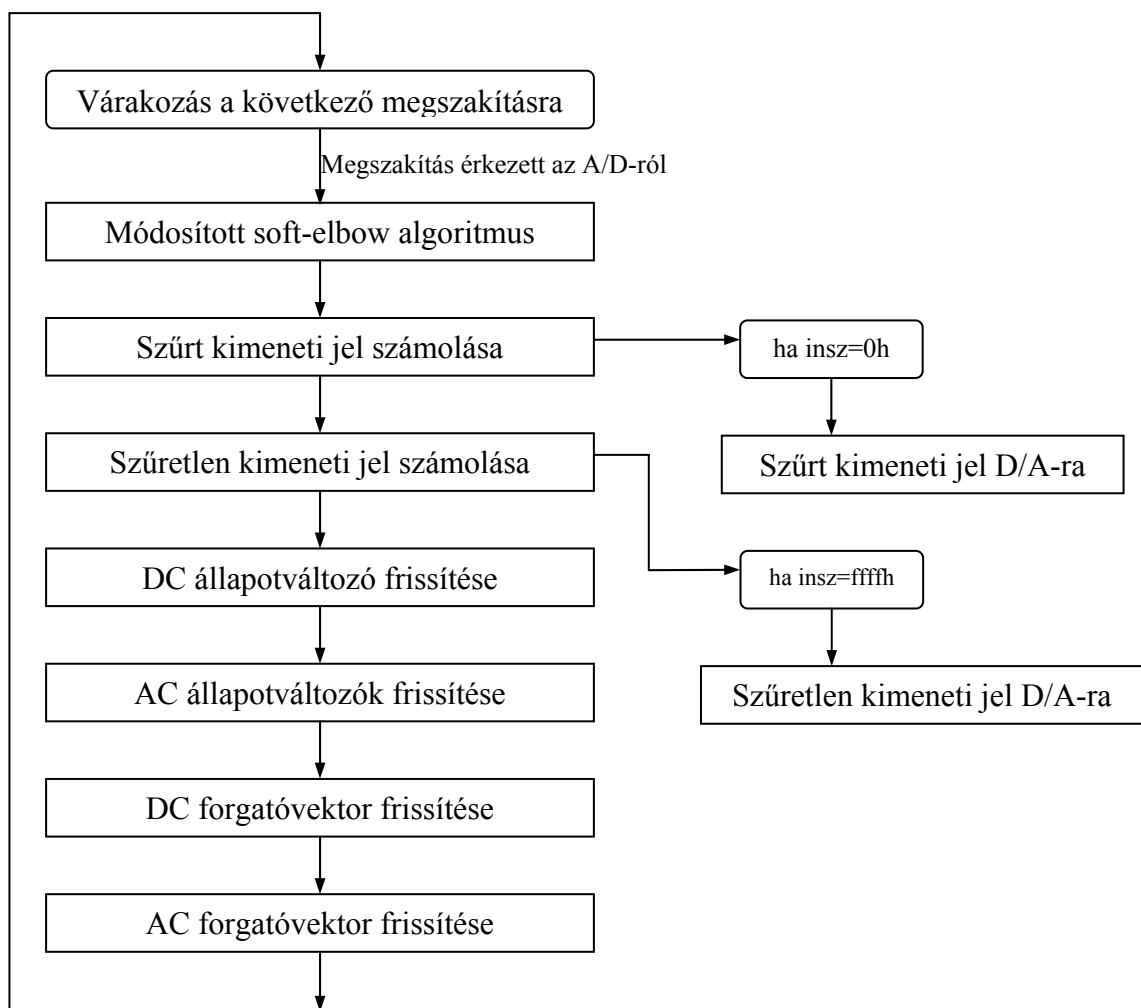 Várakozás a következő megszakításra
Megszakítás érkezett az A/D-ról
Módosított soft-elbow algoritmus
Szűrt kimeneti jel számolása
ha insz=0h
Szűretlen kimeneti jel számolása
Szűrt kimeneti jel D/A-ra
DC állapotváltozó frissítése
ha insz=ffffh
AC állapotváltozók frissítése
Szűretlen kimeneti jel D/A-ra
DC forgatóvektor frissítése
AC forgatóvektor frissítése